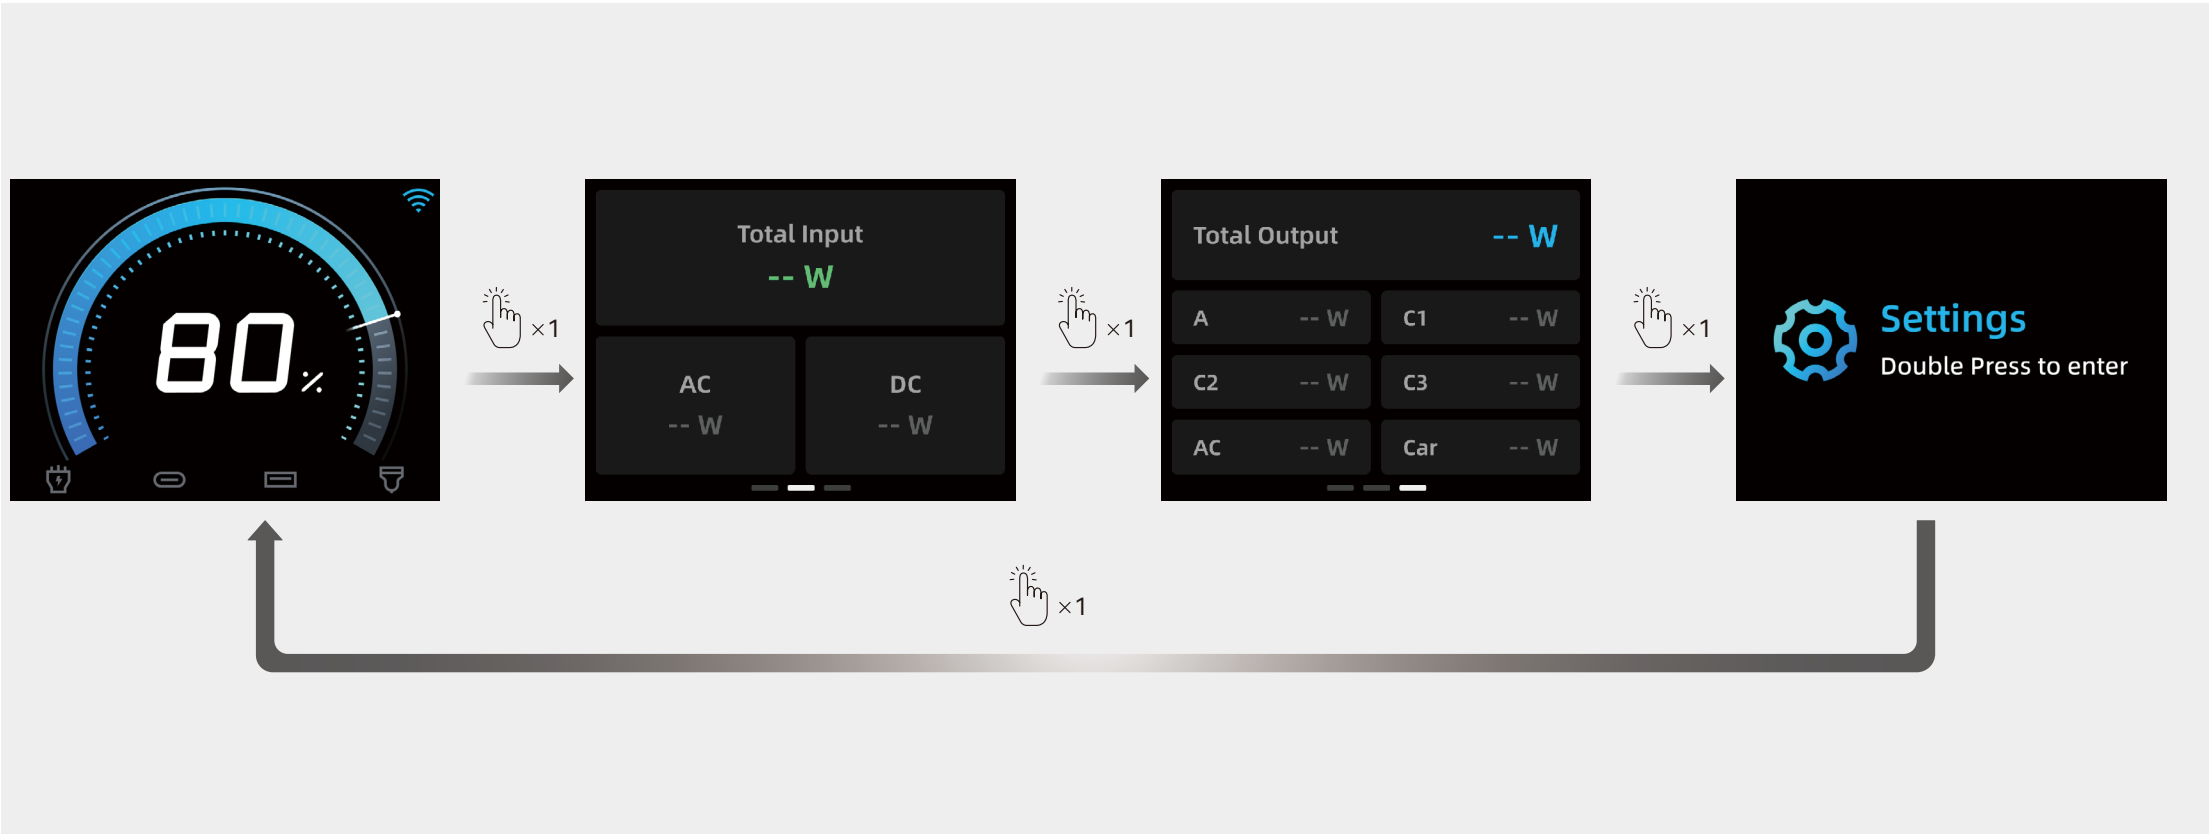 80%
×1
Total Input
-- W
AC
-- W
DC
-- W
×1
Total Output -- W
A -- W
C1 -- W
C2 -- W
C3 -- W
AC -- W
Car -- W
×1
Settings
Double Press to enter
×1